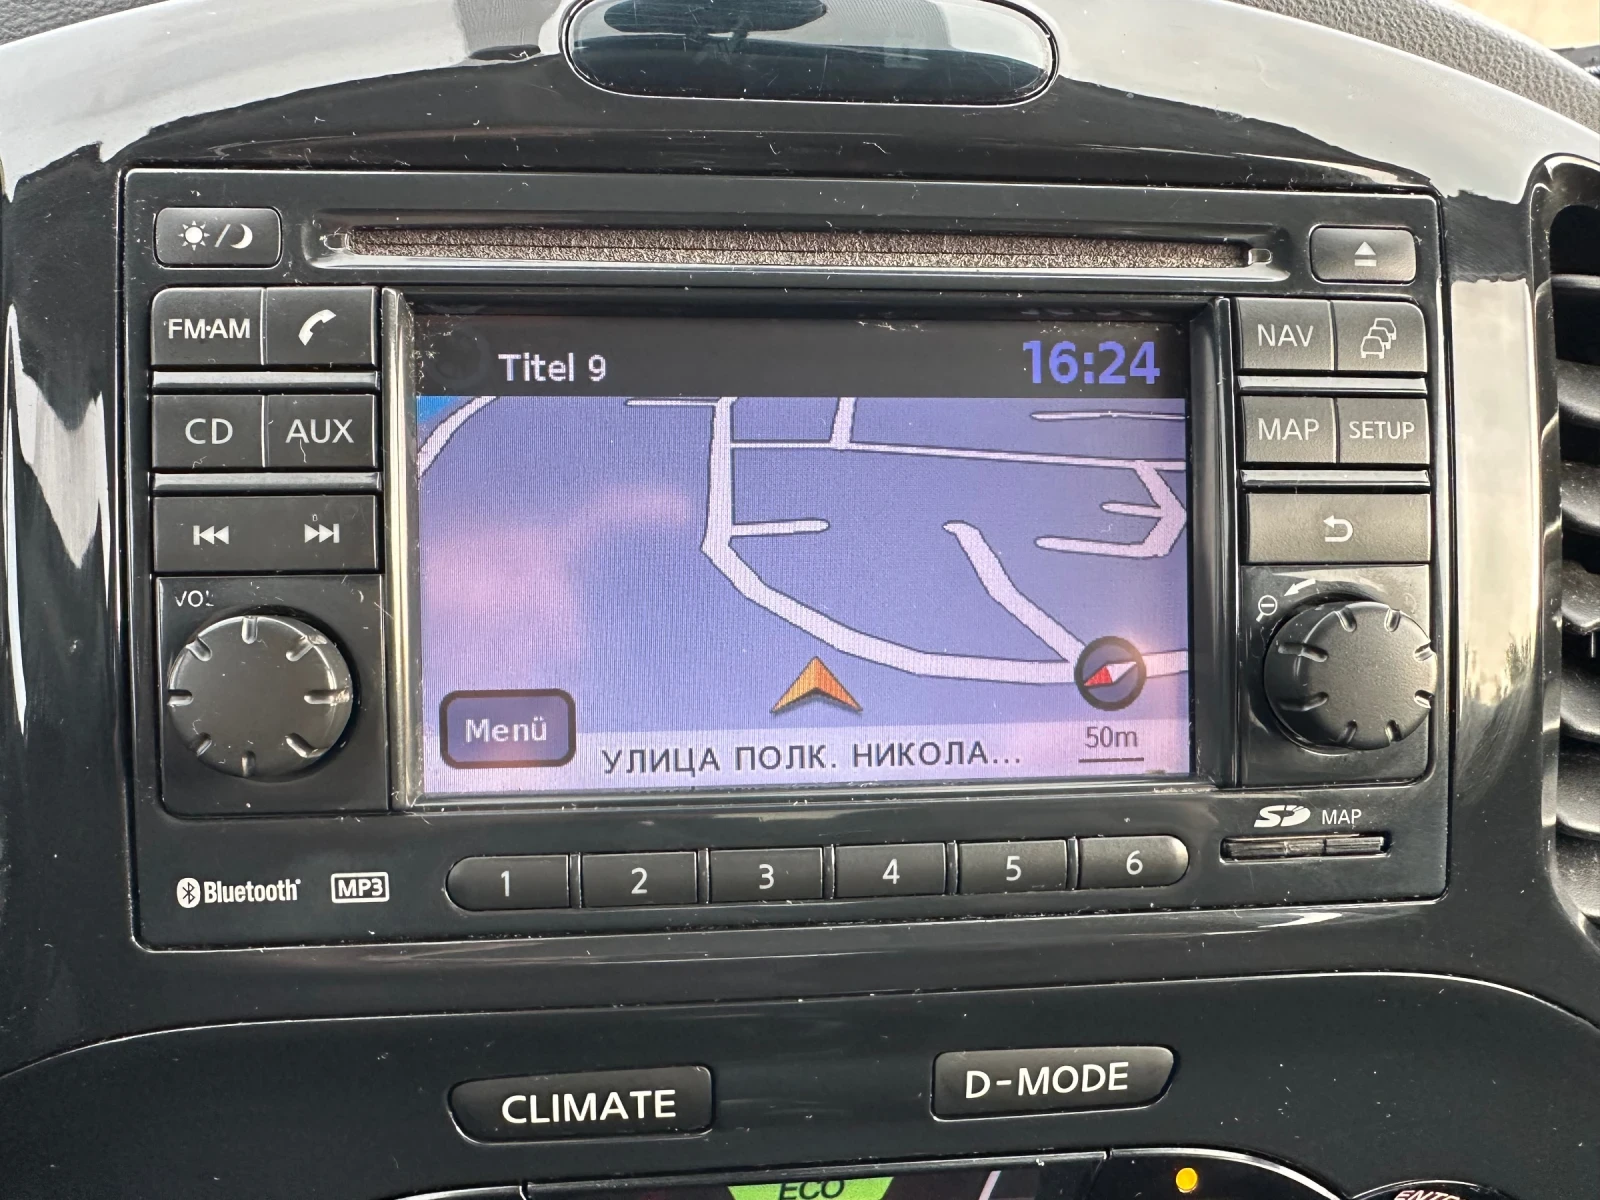 FM·AM
CD
AUX
VOL
Titel 9
16:24
Menü
УЛИЦА ПОЛК. НИКОЛА...
50m
NAV
MAP
SETUP
SD MAP
Bluetooth
MP3
1
2
3
4
5
6
CLIMATE
D-MODE
ECO